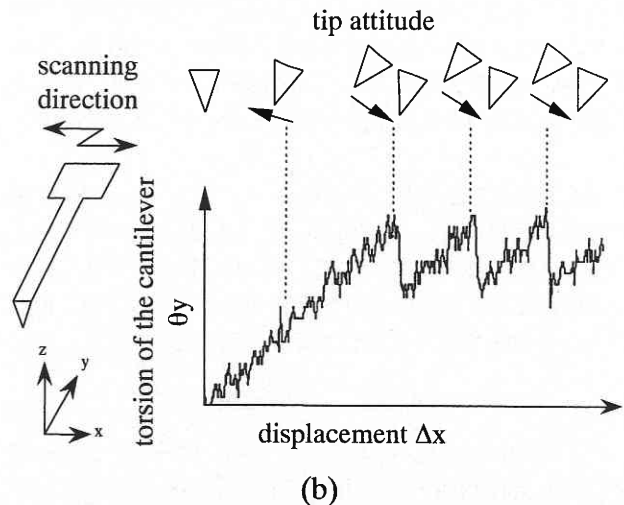 tip attitude
scanning
direction
torsion of the cantilever
θy
z
y
x
displacement Δx
(b)